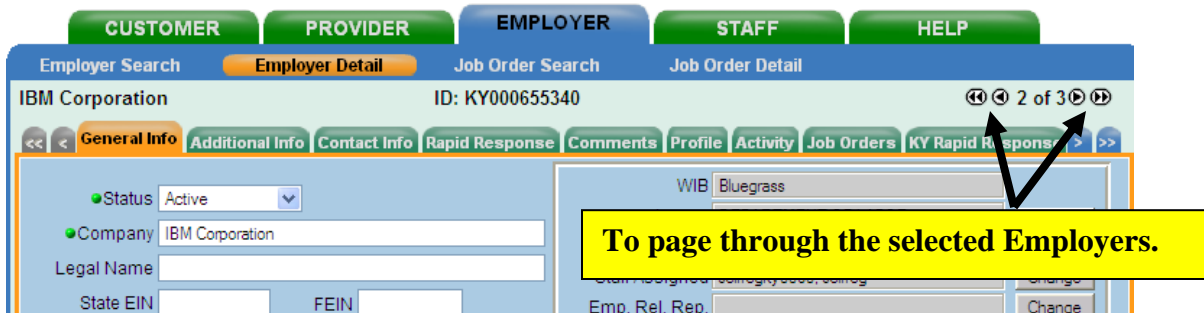 CUSTOMER PROVIDER EMPLOYER STAFF HELP
Employer Search Employer Detail Job Order Search Job Order Detail
IBM Corporation ID: KY000655340 2 of 3
<< < General Info Additional Info Contact Info Rapid Response Comments Profile Activity Job Orders KY Rapid Response > >>
Status Active WIB Bluegrass
Company IBM Corporation
To page through the selected Employers.
Legal Name
Staff Assigned Change
State EIN FEIN Emp. Rel. Rep. Change